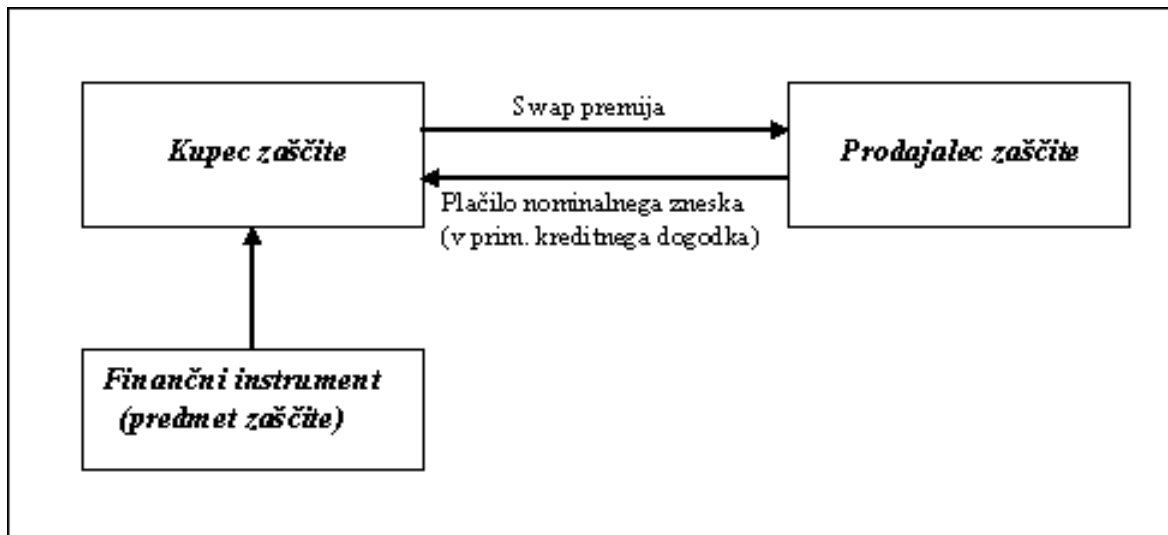 Swap premija
Kupec zaščite
Prodajalec zaščite
Plačilo nominalnega zneska
(v prim. kreditnega dogodka)
Finančni instrument
(predmet zaščite)